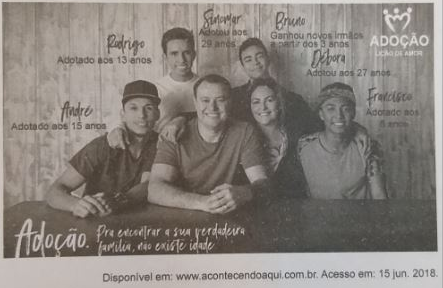 Rodrigo
Adotado aos 13 anos
Sinomar
Adotou aos
29 anos
Bruno
Ganhou novos irmãos
a partir dos 3 anos
ADOÇÃO
LAÇOS DE AMOR
Débora
Adotou aos 27 anos
André
Adotado aos 15 anos
Francisco
Adotado aos
anos
Adoção. Pra encontrar a sua verdadeira
família, não existe idade
Disponível em: www.acontecendoaqui.com.br. Acesso em: 15 jun. 2018.